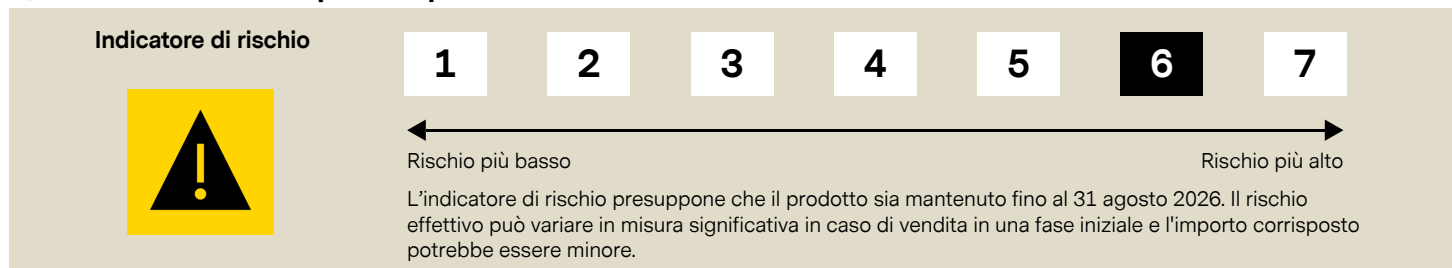 Indicatore di rischio
1 2 3 4 5 6 7
Rischio più basso Rischio più alto
L'indicatore di rischio presuppone che il prodotto sia mantenuto fino al 31 agosto 2026. Il rischio
effettivo può variare in misura significativa in caso di vendita in una fase iniziale e l'importo corrisposto
potrebbe essere minore.